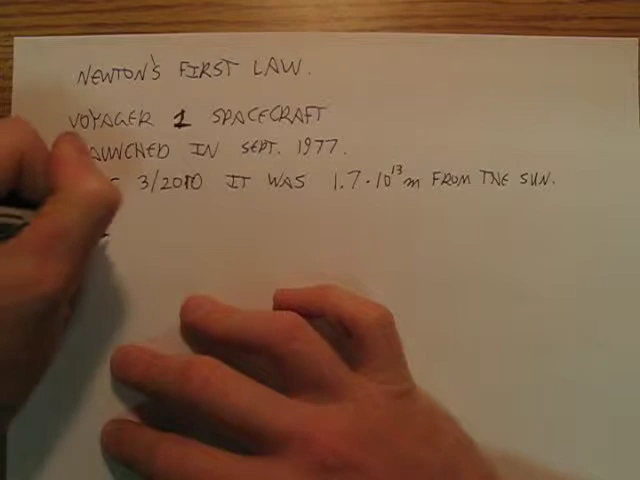 NEWTON'S FIRST LAW.
VOYAGER 1 SPACECRAFT
LAUNCHED IN SEPT. 1977.
3/2010 IT WAS 1.7·10¹³m FROM THE SUN.